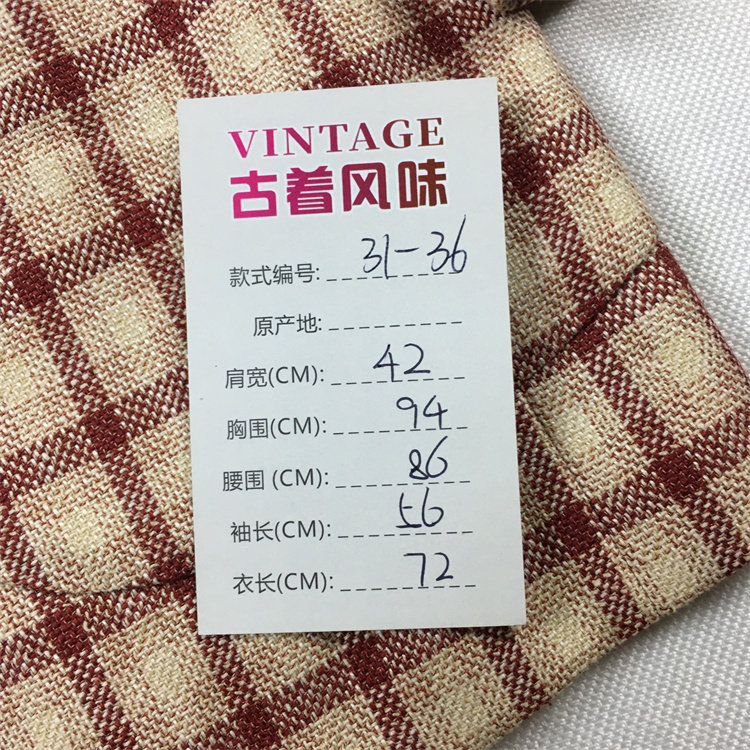 VINTAGE
古着风味
款式编号: 31-36
原产地:
肩宽(CM): 42
胸围(CM): 94
腰围(CM): 86
袖长(CM): 56
衣长(CM): 72